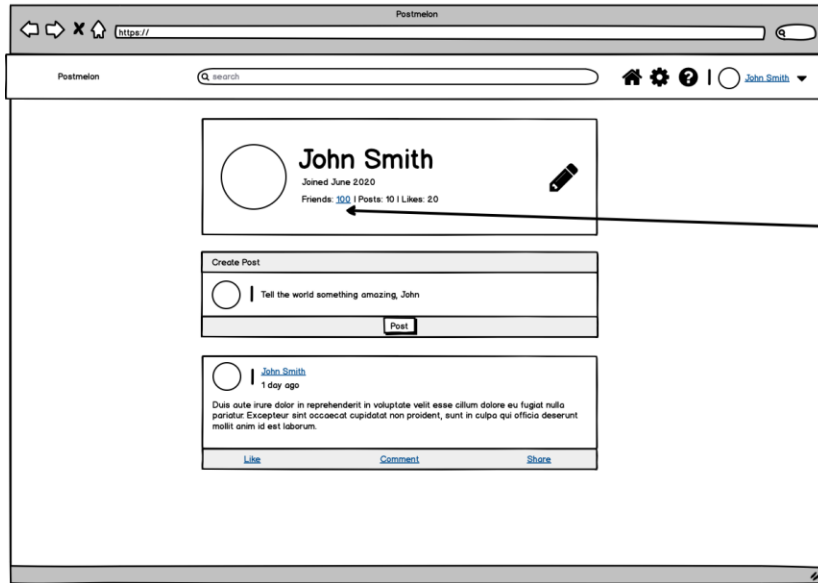 Postmelon
https://
Postmelon
search
John Smith
John Smith
Joined June 2020
Friends: 100 | Posts: 10 | Likes: 20
Create Post
Tell the world something amazing, John
Post
John Smith
1 day ago
Duis aute irure dolor in reprehenderit in voluptate velit esse cillum dolore eu fugiat nulla
pariatur. Excepteur sint occaecat cupidatat non proident, sunt in culpa qui officia deserunt
mollit anim id est laborum.
Like
Comment
Share